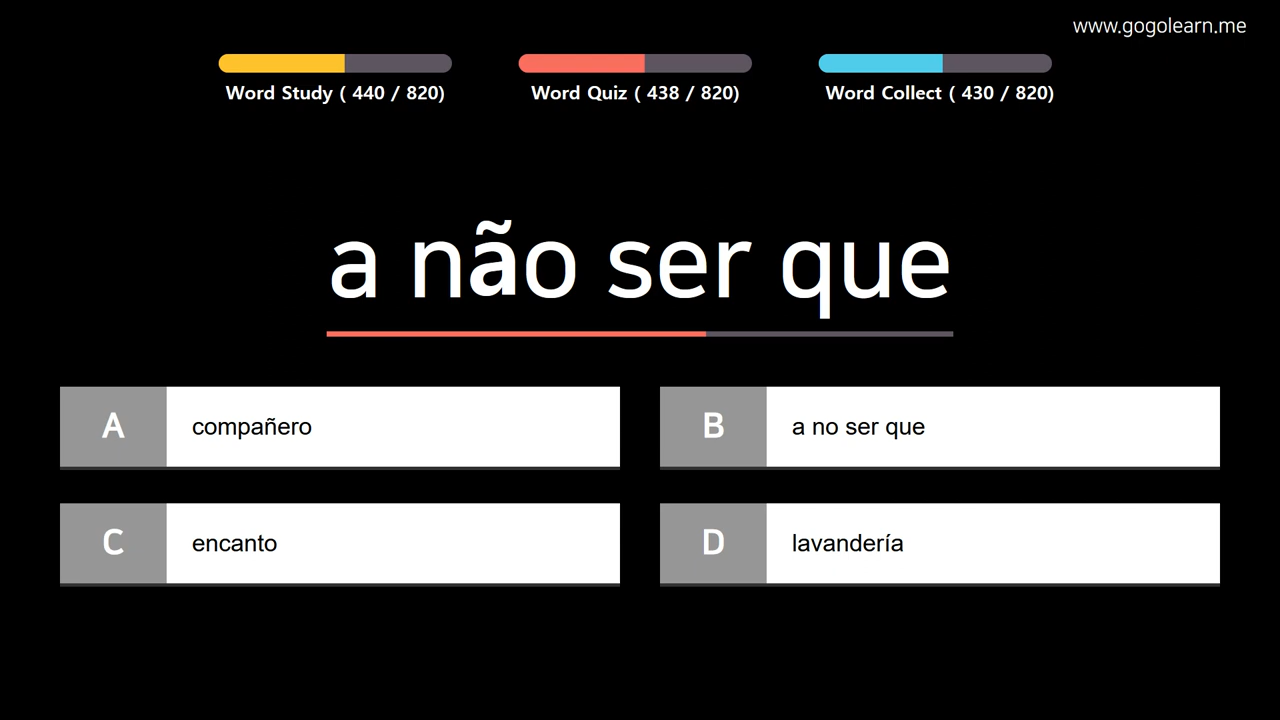 www.gogolearn.me
Word Study ( 440 / 820)
Word Quiz ( 438 / 820)
Word Collect ( 430 / 820)
a não ser que
A compañero
B a no ser que
C encanto
D lavandería